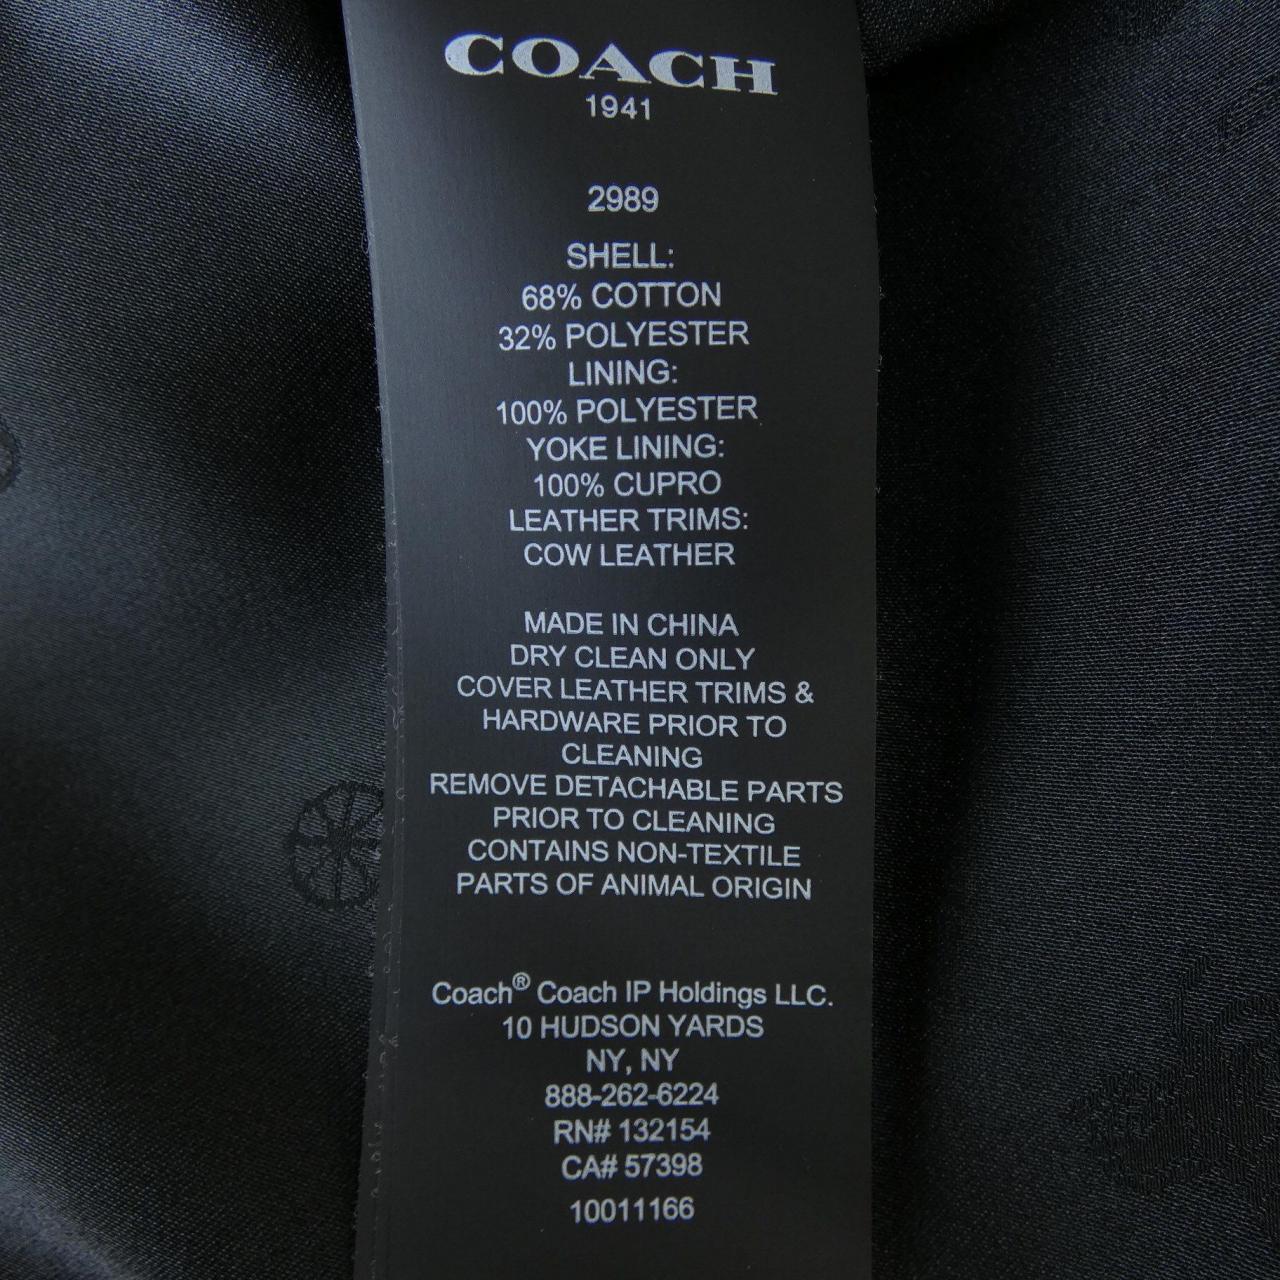 COACH
1941
2989
SHELL:
68% COTTON
32% POLYESTER
LINING:
100% POLYESTER
YOKE LINING:
100% CUPRO
LEATHER TRIMS:
COW LEATHER
MADE IN CHINA
DRY CLEAN ONLY
COVER LEATHER TRIMS &
HARDWARE PRIOR TO
CLEANING
REMOVE DETACHABLE PARTS
PRIOR TO CLEANING
CONTAINS NON-TEXTILE
PARTS OF ANIMAL ORIGIN
Coach® Coach IP Holdings LLC.
10 HUDSON YARDS
NY, NY
888-262-6224
RN# 132154
CA# 57398
10011166